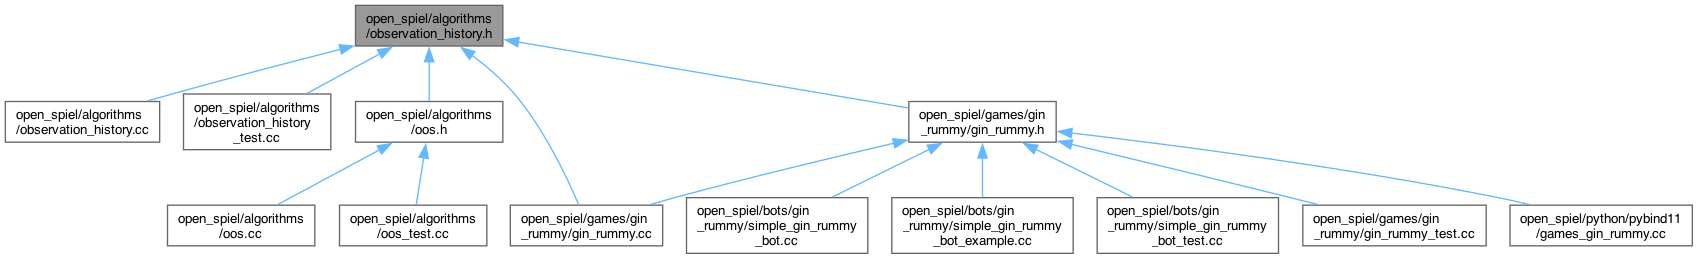 open_spiel/algorithms
/observation_history.h
open_spiel/algorithms
/observation_history.cc
open_spiel/algorithms
/observation_history
_test.cc
open_spiel/algorithms
/oos.h
open_spiel/games/gin
_rummy/gin_rummy.h
open_spiel/algorithms
/oos.cc
open_spiel/algorithms
/oos_test.cc
open_spiel/games/gin
_rummy/gin_rummy.cc
open_spiel/bots/gin
_rummy/simple_gin_rummy
_bot.cc
open_spiel/bots/gin
_rummy/simple_gin_rummy
_bot_example.cc
open_spiel/bots/gin
_rummy/simple_gin_rummy
_bot_test.cc
open_spiel/games/gin
_rummy/gin_rummy_test.cc
open_spiel/python/pybind11
/games_gin_rummy.cc